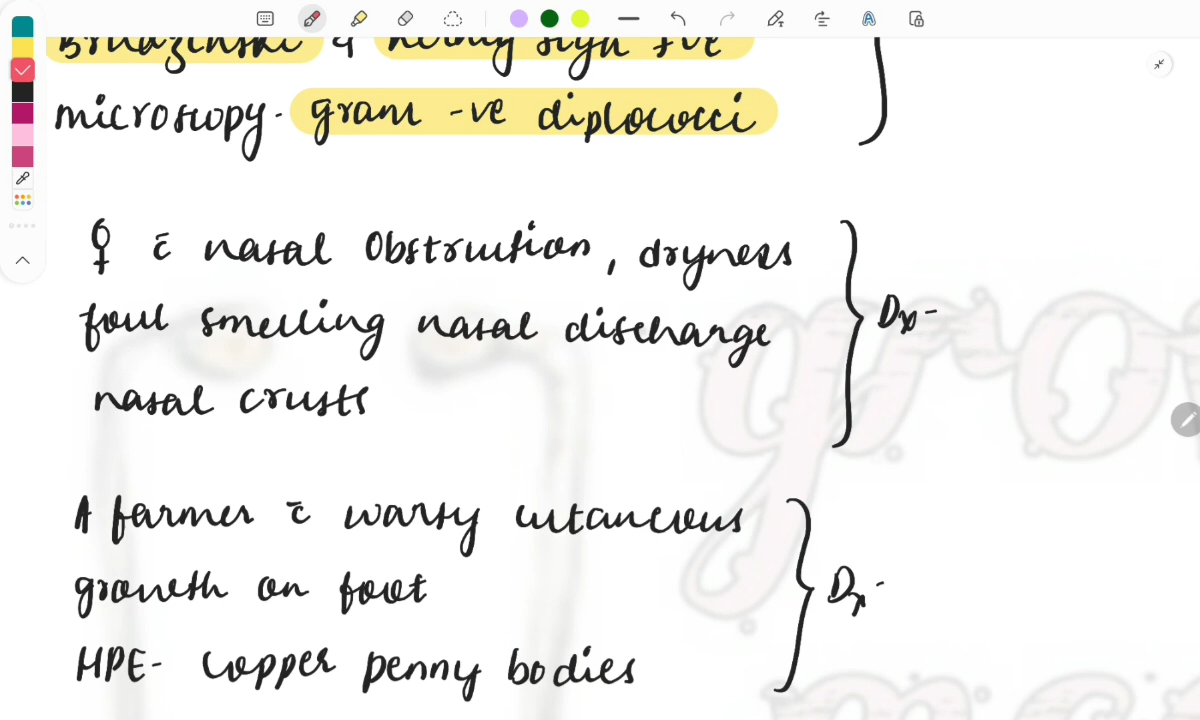 Brudzinski & kernig sign +ve
microscopy- gram -ve diplococci
♀ c̄ nasal Obstruction, dryness
foul smelling nasal discharge
nasal crusts
Dx -
A farmer c̄ warty cutaneous
growth on foot
HPE- copper penny bodies
Dx -